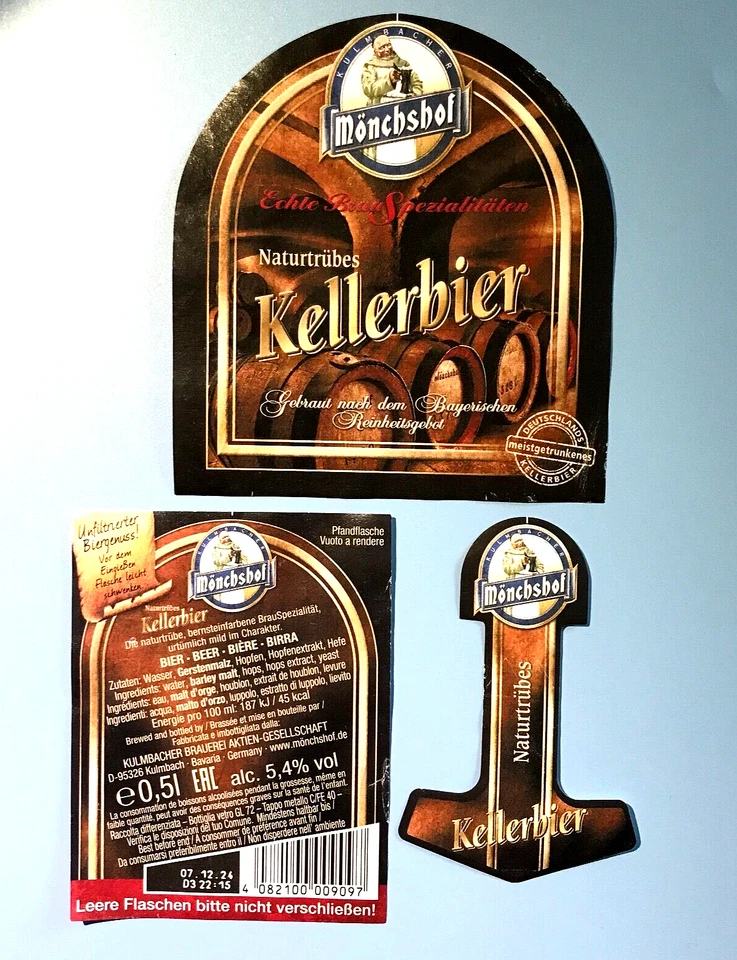 KULMBACHER
Mönchshof
Echte BrauSpezialitäten
Naturtrübes
Kellerbier
Gebraut nach dem Bayerischen
Reinheitsgebot
DEUTSCHLANDS
meistgetrunkenes
KELLERBIER
Unfiltrierter
Biergenuss!
Vor dem
Eingießen
Flasche leicht
schwenken
KULMBACHER
Mönchshof
Pfandflasche
Vuoto a rendere
Naturtrübes
Kellerbier
Die naturtrübe, bernsteinfarbene BrauSpezialität,
urtümlich mild im Charakter.
BIER · BEER · BIÈRE · BIRRA
Zutaten: Wasser, Gerstenmalz, Hopfen, Hopfenextrakt, Hefe
Ingredients: water, barley malt, hops, hops extract, yeast
Ingrédients: eau, malt d'orge, houblon, extrait de houblon, levure
Ingredienti: acqua, malto d'orzo, luppolo, estratto di luppolo, lievito
Energie pro 100 ml: 187 kJ / 45 kcal
Brewed and bottled by / Brassée et mise en bouteille par /
Fabbricata e imbottigliata dalla:
KULMBACHER BRAUEREI AKTIEN-GESELLSCHAFT
D-95326 Kulmbach · Bavaria · Germany · www.mönchshof.de
e 0,5l EAC alc. 5,4% vol
La consommation de boissons alcoolisées pendant la grossesse, même en
faible quantité, peut avoir des conséquences graves sur la santé de l'enfant.
Raccolta differenziata – Bottiglia vetro GL 72 – Tappo metallo C/FE 40 –
Verifica le disposizioni del tuo Comune. Mindestens haltbar bis /
Best before end / A consommer de préférence avant fin /
Da consumarsi preferibilmente entro il / Non disperdere nell' ambiente
07.12.24
D3 22:15
4 082100 009097
Leere Flaschen bitte nicht verschließen!
KULMBACHER
Mönchshof
Naturtrübes
Kellerbier